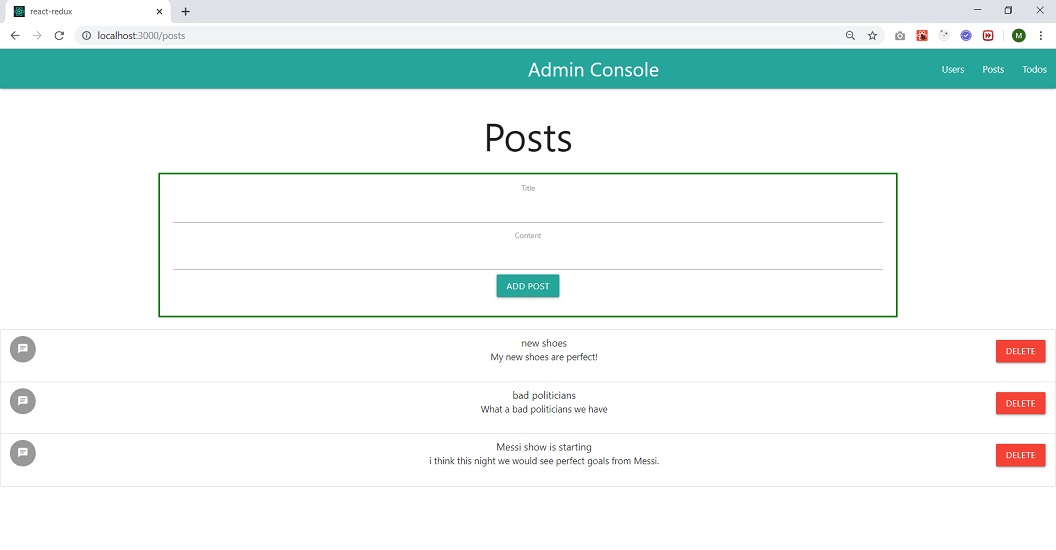 react-redux
localhost:3000/posts
M
Admin Console
Users Posts Todos
Posts
Title
Content
ADD POST
new shoes
My new shoes are perfect!
DELETE
bad politicians
What a bad politicians we have
DELETE
Messi show is starting
i think this night we would see perfect goals from Messi.
DELETE